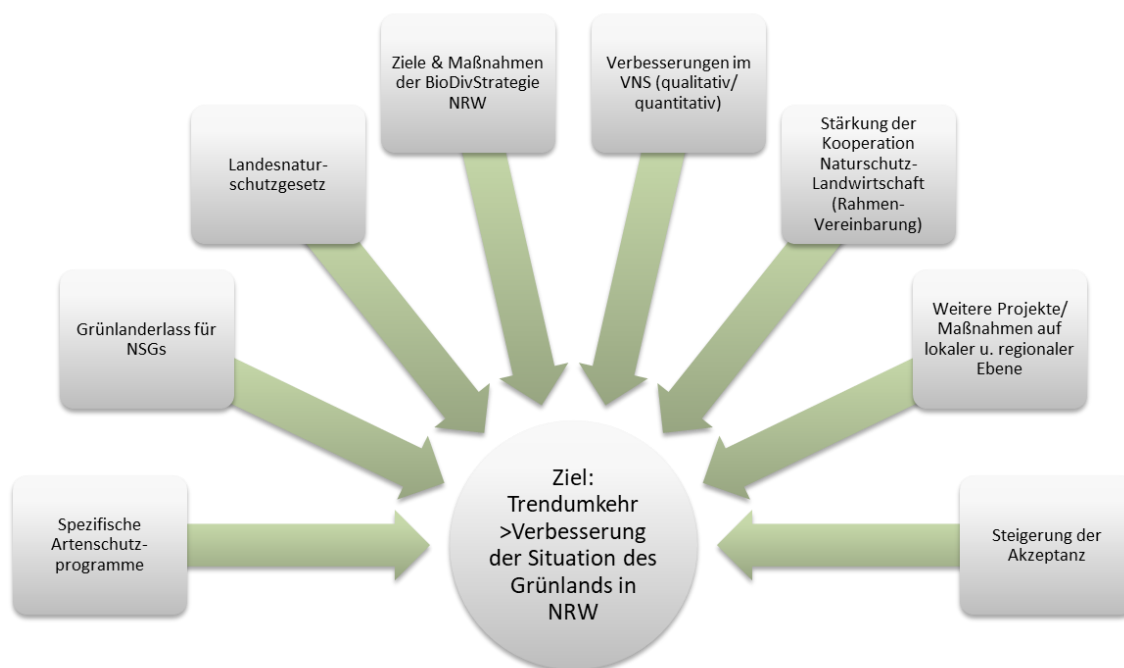 Ziele & Maßnahmen
der BioDivStrategie
NRW
Verbesserungen im
VNS (qualitativ/
quantitativ)
Landesnatur-
schutzgesetz
Stärkung der
Kooperation
Naturschutz-
Landwirtschaft
(Rahmen-
Vereinbarung)
Grünlanderlass für
NSGs
Weitere Projekte/
Maßnahmen auf
lokaler u. regionaler
Ebene
Spezifische
Artenschutz-
programme
Ziel:
Trendumkehr
>Verbesserung
der Situation des
Grünlands in
NRW
Steigerung der
Akzeptanz